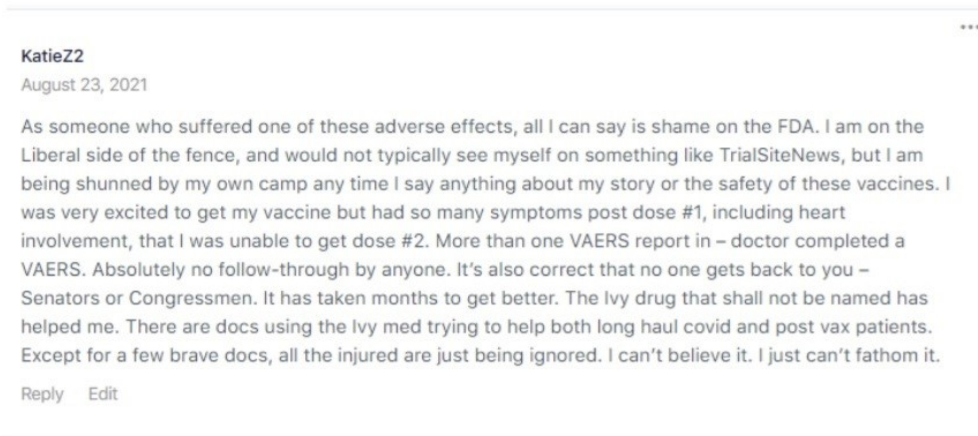 ...
KatieZ2
August 23, 2021
As someone who suffered one of these adverse effects, all I can say is shame on the FDA. I am on the
Liberal side of the fence, and would not typically see myself on something like TrialSiteNews, but I am
being shunned by my own camp any time I say anything about my story or the safety of these vaccines. I
was very excited to get my vaccine but had so many symptoms post dose #1, including heart
involvement, that I was unable to get dose #2. More than one VAERS report in – doctor completed a
VAERS. Absolutely no follow-through by anyone. It's also correct that no one gets back to you –
Senators or Congressmen. It has taken months to get better. The Ivy drug that shall not be named has
helped me. There are docs using the Ivy med trying to help both long haul covid and post vax patients.
Except for a few brave docs, all the injured are just being ignored. I can't believe it. I just can't fathom it.
Reply Edit